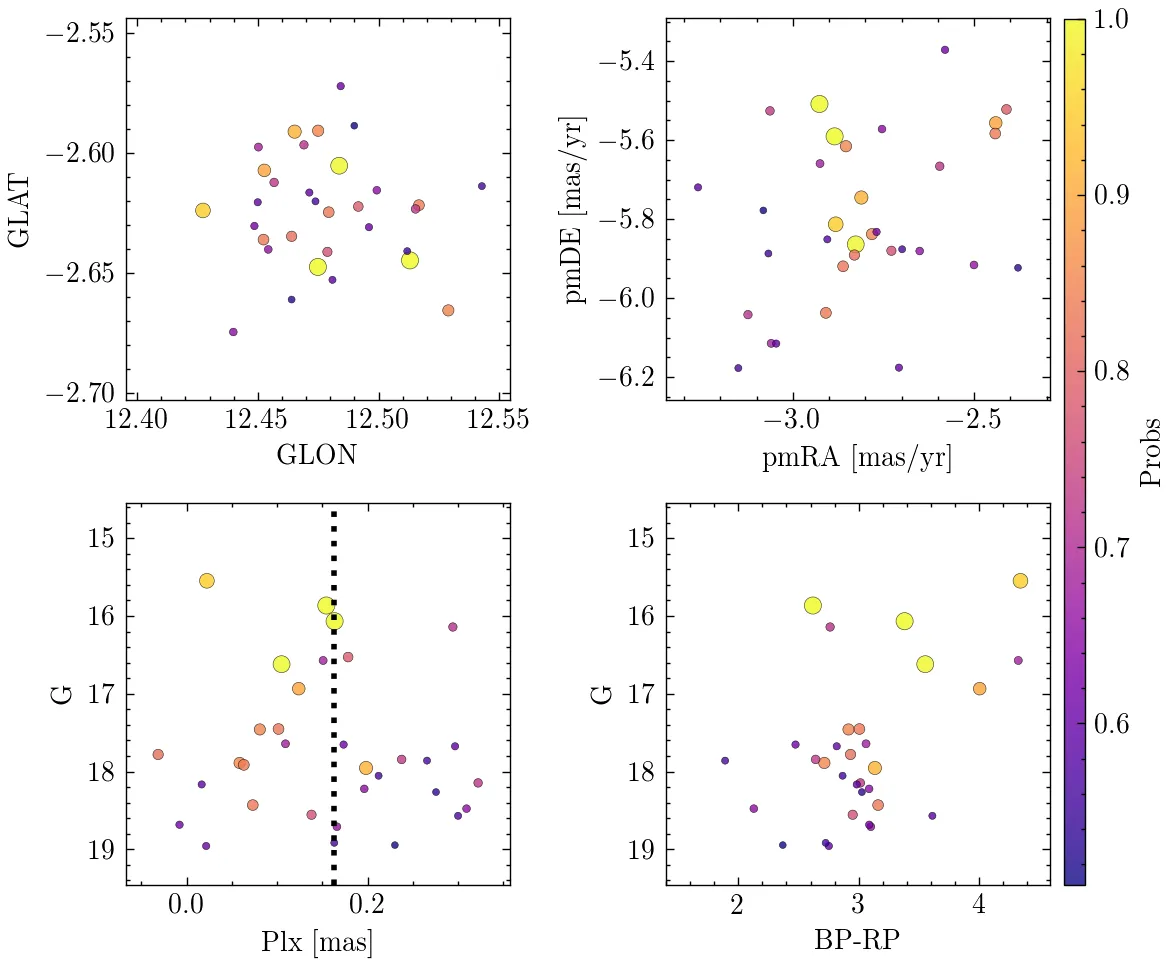 −2.55
−2.60
−2.65
−2.70
GLAT
12.40 12.45 12.50 12.55
GLON
−5.4
−5.6
−5.8
−6.0
−6.2
pmDE [mas/yr]
−3.0 −2.5
pmRA [mas/yr]
1.0
0.9
0.8
0.7
0.6
Probs
15
16
17
18
19
G
0.0 0.2
Plx [mas]
15
16
17
18
19
G
2 3 4
BP-RP